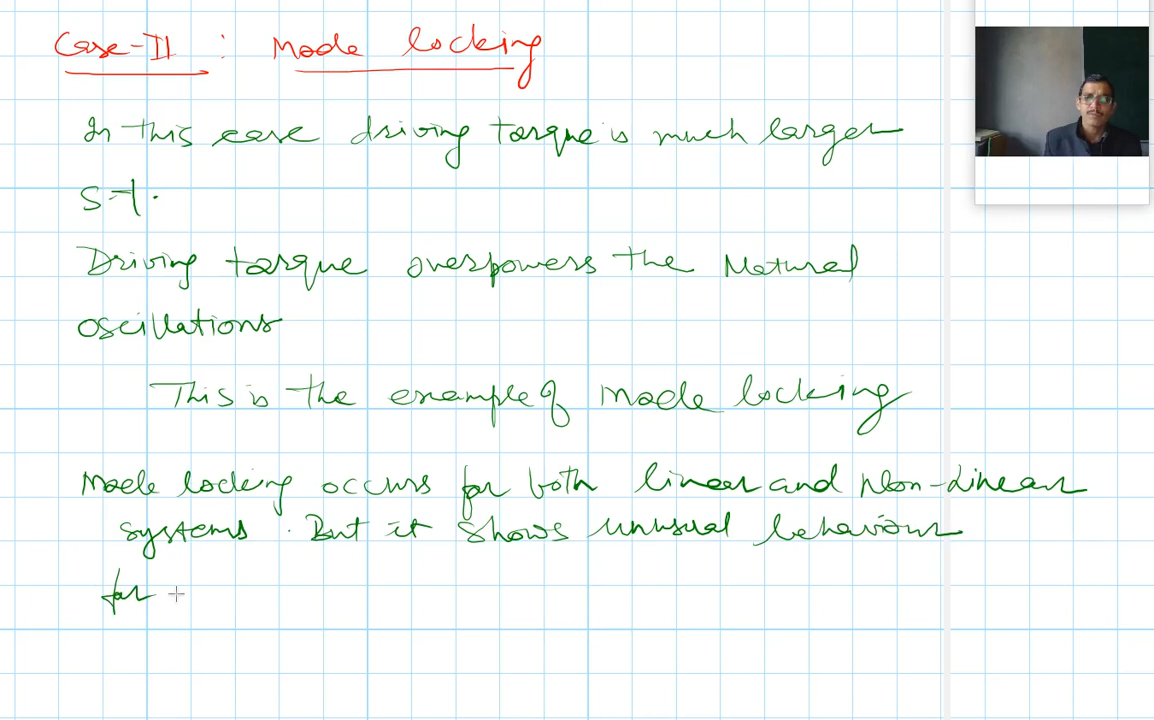 Case-II : Mode locking
In this case driving torque is much larger
s-t.
Driving torque overpowers the Natural
oscillations
This is the example of Mode locking
Mode locking occurs for both linear and Non-Linear
systems. But it shows unusual behaviour
for